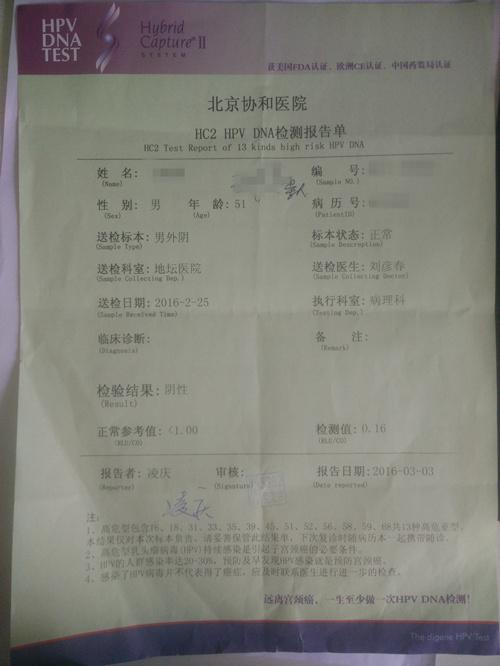 HPV
DNA
TEST
Hybrid
Capture®II
SYSTEM
获美国FDA认证、欧洲CE认证、中国药监局认证
北京协和医院
HC2 HPV DNA检测报告单
HC2 Test Report of 13 kinds high risk HPV DNA
姓 名: 编 号:
(Name) (Sample NO.)
性 别: 男 年 龄: 51 病 历 号:
(Sex) (Age) (PatientID)
送检标本: 男外阴 标本状态: 正常
(Sample Type) (Sample Descreption)
送检科室: 地坛医院 送检医生: 刘彦春
(Sample Collecting Dep.) (Sample Collecting Doctor)
送检日期: 2016-2-25 执行科室: 病理科
(Sample Received Time) (Testing Dep.)
临床诊断: 备 注:
(Diagnosis) (Remark)
检验结果: 阴性
(Result)
正常参考值: <1.00 检测值: 0.16
(RLU/CO) (RLU/CO)
报告者: 凌庆 审核: 报告日期: 2016-03-03
(Reporter) (Signature) (Date reported)
凌庆
注:
1、高危型包含16、18、31、33、35、39、45、51、52、56、58、59、68共13种高危亚型。
本结果仅对本次标本负责。请妥善保管此结果单、下次复诊时随病历本一起携带随诊。
2、高危型乳头瘤病毒(HPV)持续感染是引起子宫颈癌的必要条件。
3、HPV的人群感染率达20-30%，预防及早发现HPV感染就是预防宫颈癌。
4、感染了HPV病毒并不代表得了癌症，应及时联系医生进行进一步的检查。
远离宫颈癌、一生至少做一次HPV DNA检测!
The digene HPV Test